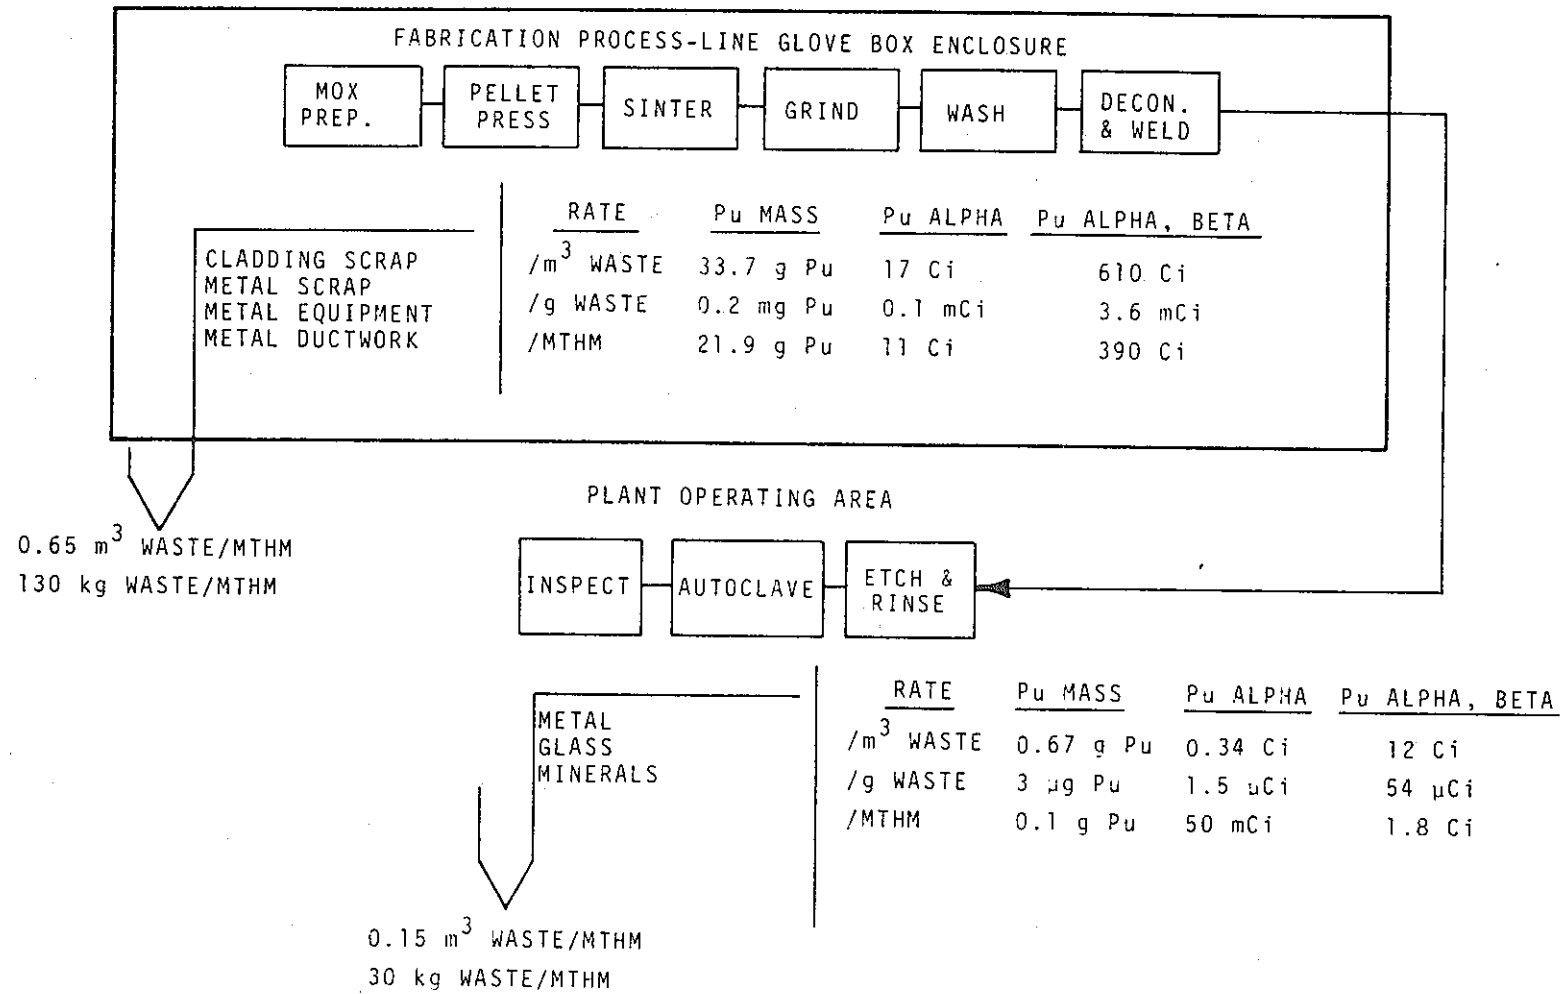 FABRICATION PROCESS-LINE GLOVE BOX ENCLOSURE
MOX PREP.
PELLET PRESS
SINTER
GRIND
WASH
DECON. & WELD
RATE Pu MASS Pu ALPHA Pu ALPHA, BETA
/m³ WASTE 33.7 g Pu 17 Ci 610 Ci
/g WASTE 0.2 mg Pu 0.1 mCi 3.6 mCi
/MTHM 21.9 g Pu 11 Ci 390 Ci
CLADDING SCRAP
METAL SCRAP
METAL EQUIPMENT
METAL DUCTWORK
0.65 m³ WASTE/MTHM
130 kg WASTE/MTHM
PLANT OPERATING AREA
INSPECT
AUTOCLAVE
ETCH & RINSE
RATE Pu MASS Pu ALPHA Pu ALPHA, BETA
/m³ WASTE 0.67 g Pu 0.34 Ci 12 Ci
/g WASTE 3 µg Pu 1.5 uCi 54 µCi
/MTHM 0.1 g Pu 50 mCi 1.8 Ci
METAL
GLASS
MINERALS
0.15 m³ WASTE/MTHM
30 kg WASTE/MTHM